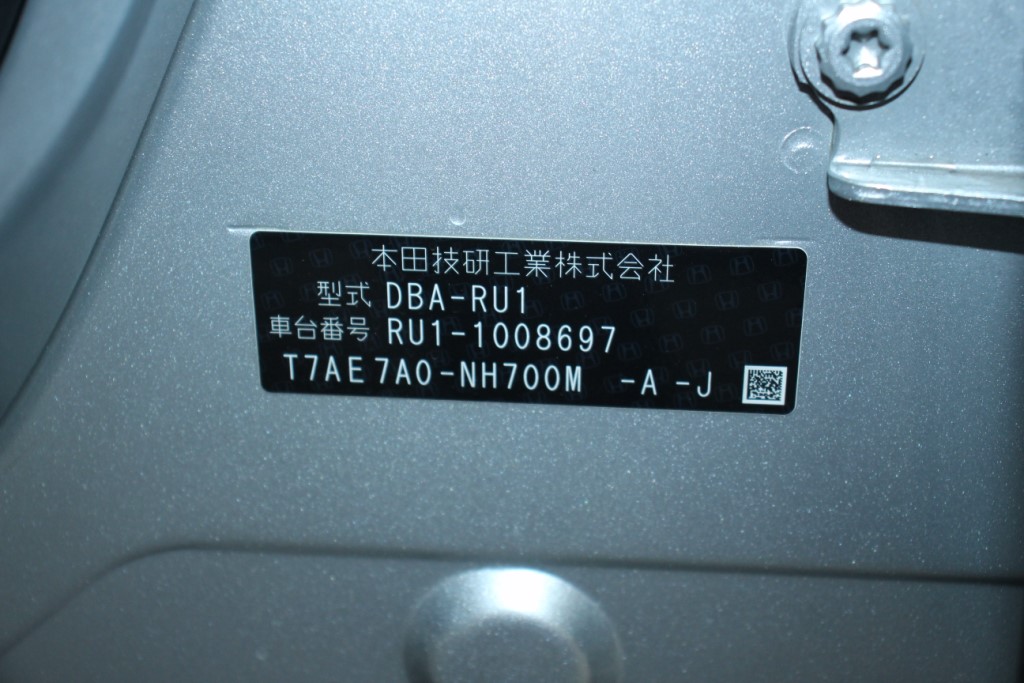 本田技研工業株式会社
型式 DBA-RU1
車台番号 RU1-1008697
T7AE7A0-NH700M -A -J